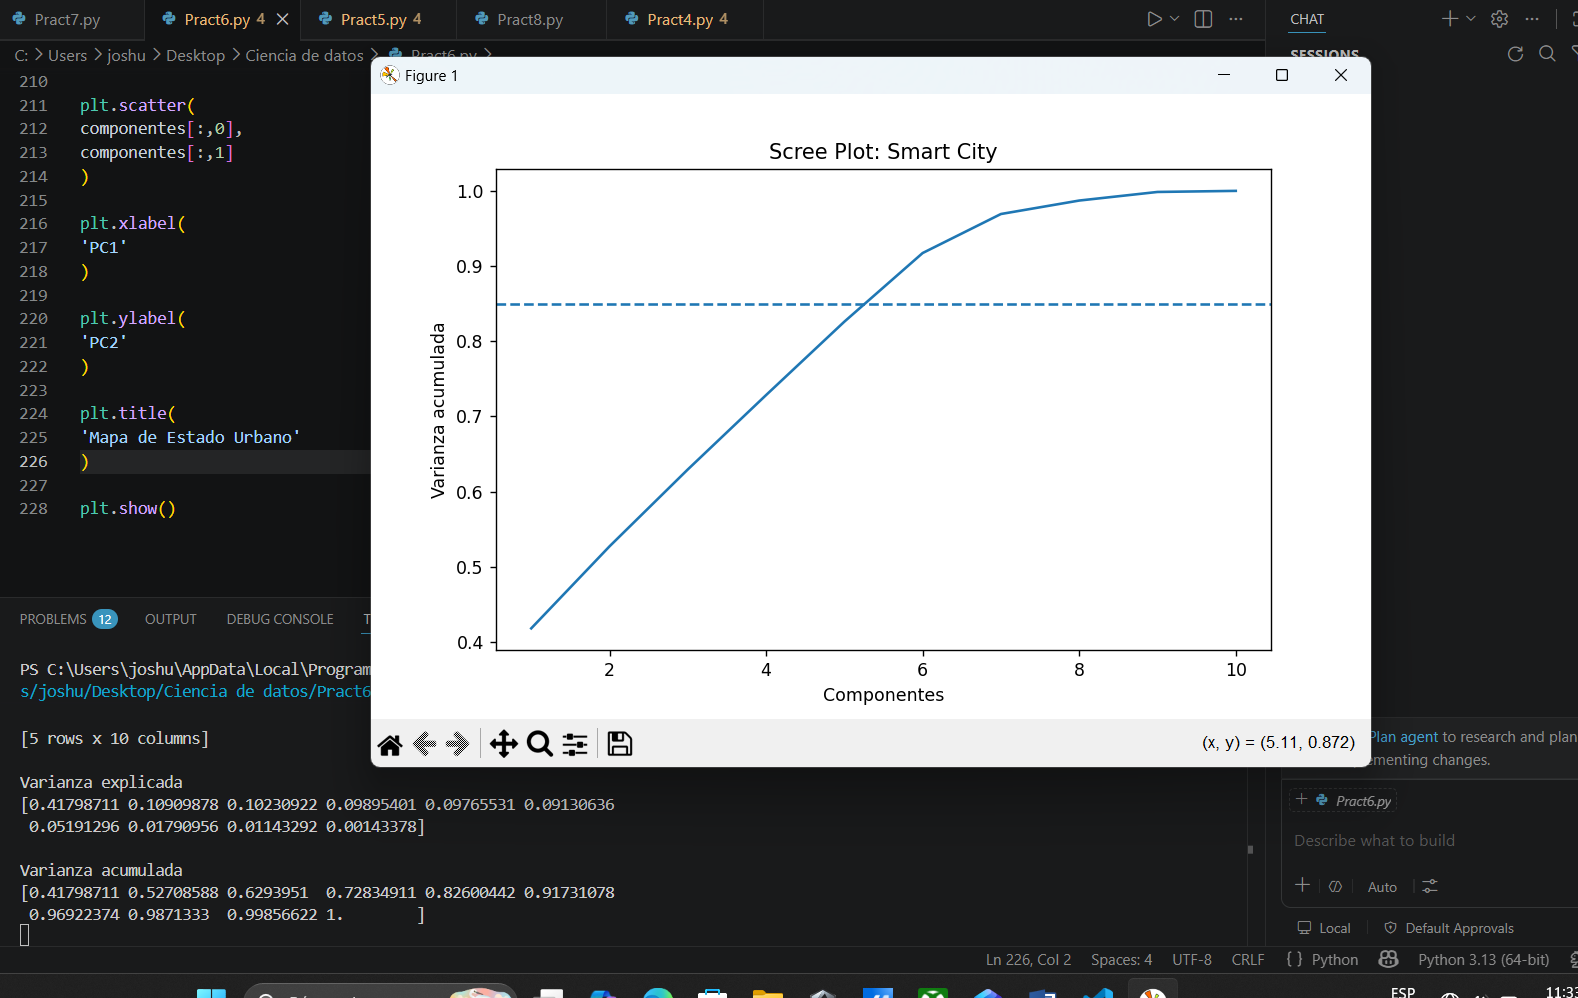 Pract7.py
Pract6.py 4
Pract5.py 4
Pract8.py
Pract4.py 4
C: > Users > joshu > Desktop > Ciencia de datos > Pract6.py >
210
211 plt.scatter(
212 componentes[:,0],
213 componentes[:,1]
214 )
215
216 plt.xlabel(
217 'PC1'
218 )
219
220 plt.ylabel(
221 'PC2'
222 )
223
224 plt.title(
225 'Mapa de Estado Urbano'
226 )
227
228 plt.show()
Figure 1
Scree Plot: Smart City
Varianza acumulada
1.0
0.9
0.8
0.7
0.6
0.5
0.4
2 4 6 8 10
Componentes
(x, y) = (5.11, 0.872)
PROBLEMS 12 OUTPUT DEBUG CONSOLE T
PS C:\Users\joshu\AppData\Local\Program
s/joshu/Desktop/Ciencia de datos/Pract6
[5 rows x 10 columns]
Varianza explicada
[0.41798711 0.10909878 0.10230922 0.09895401 0.09765531 0.09130636
0.05191296 0.01790956 0.01143292 0.00143378]
Varianza acumulada
[0.41798711 0.52708588 0.6293951 0.72834911 0.82600442 0.91731078
0.96922374 0.9871333 0.99856622 1. ]
CHAT
SESSIONS
Plan agent to research and plan
ementing changes.
Pract6.py
Describe what to build
Auto
Local Default Approvals
Ln 226, Col 2 Spaces: 4 UTF-8 CRLF { } Python Python 3.13 (64-bit)
ESP
11:33